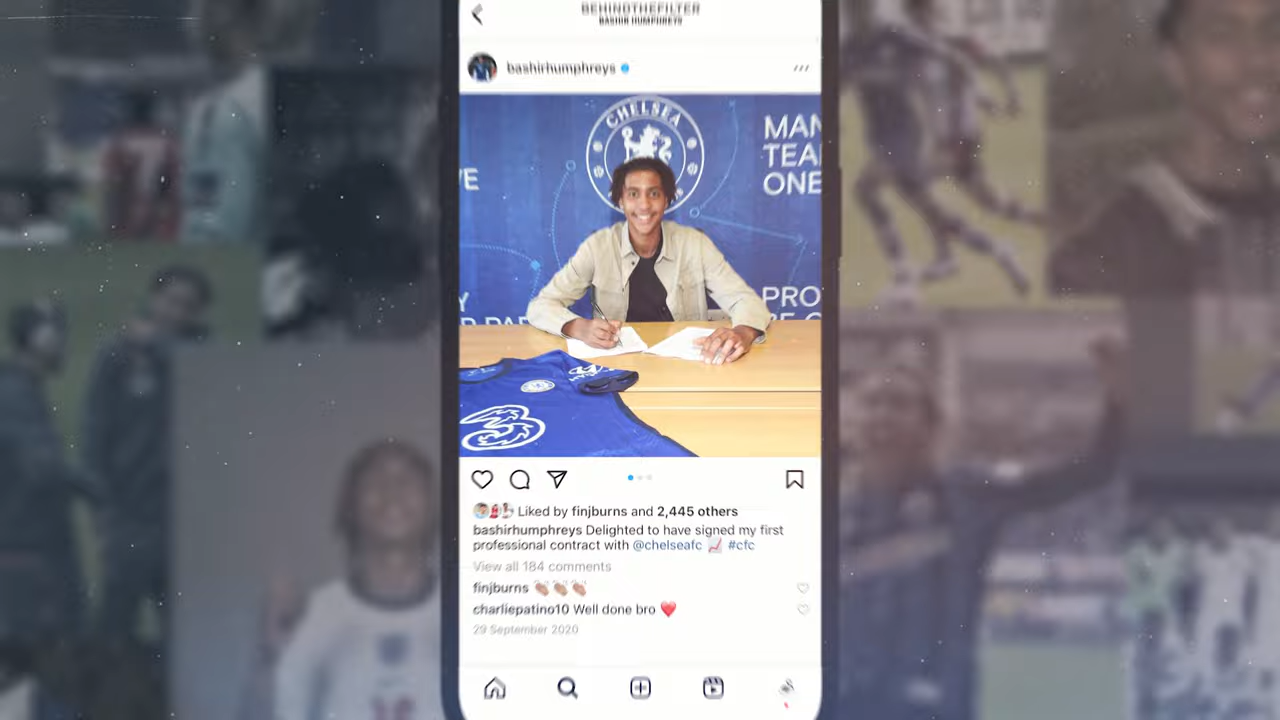 BEHINDTHEFILTER
BASHIR HUMPHREYS
bashirhumphreys
CHELSEA
MAN
TEA
ONE
VE
PRO
Liked by finjburns and 2,445 others
bashirhumphreys Delighted to have signed my first
professional contract with @chelseafc 📈 #cfc
View all 184 comments
finjburns 👏🏽👏🏽👏🏽
charliepatino10 Well done bro ❤️
29 September 2020